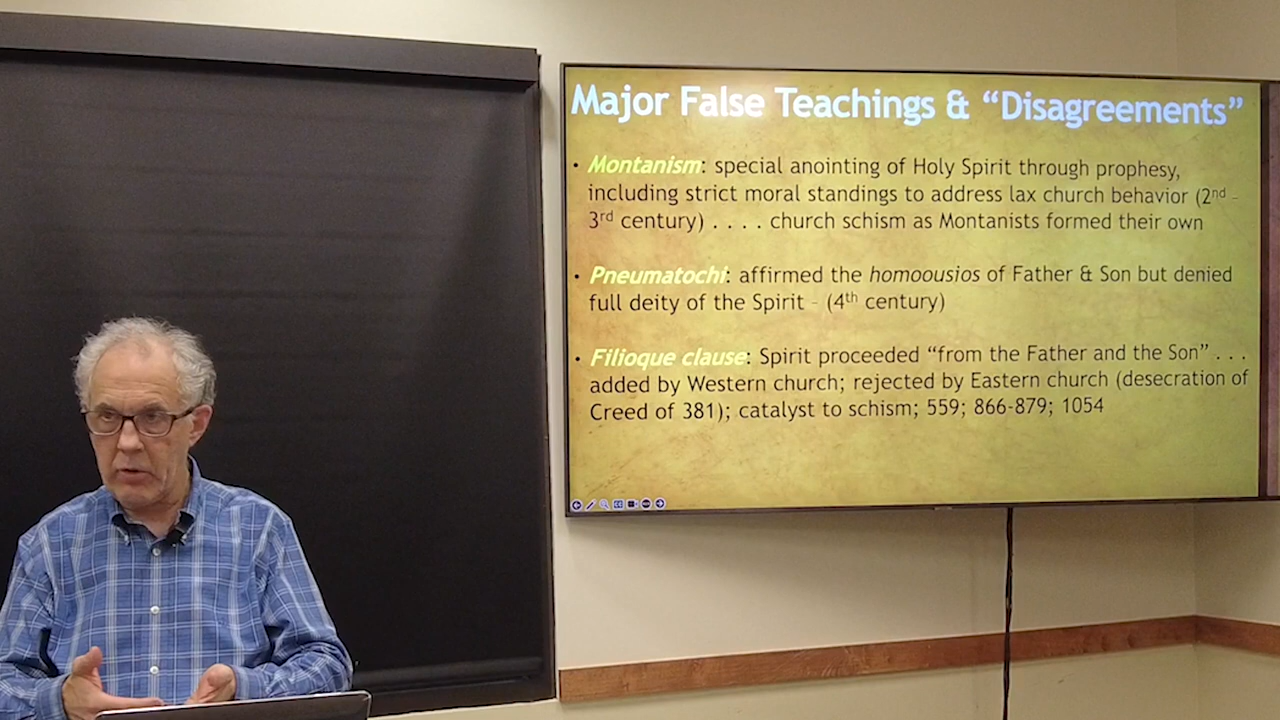 Major False Teachings & “Disagreements”
• Montanism: special anointing of Holy Spirit through prophesy,
including strict moral standings to address lax church behavior (2nd –
3rd century) . . . . church schism as Montanists formed their own
• Pneumatochi: affirmed the homoousios of Father & Son but denied
full deity of the Spirit – (4th century)
• Filioque clause: Spirit proceeded “from the Father and the Son” . . .
added by Western church; rejected by Eastern church (desecration of
Creed of 381); catalyst to schism; 559; 866-879; 1054